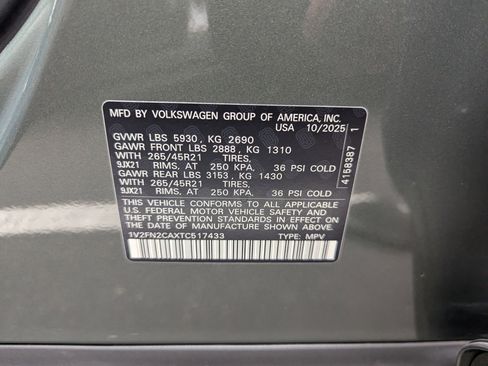 MFD BY VOLKSWAGEN GROUP OF AMERICA, INC.
USA 10/2025
GVWR LBS 5930, KG 2690
GAWR FRONT LBS 2888, KG 1310
WITH 265/45R21 TIRES,
9JX21 RIMS, AT 250 KPA, 36 PSI COLD
GAWR REAR LBS 3153, KG 1430
WITH 265/45R21 TIRES,
9JX21 RIMS, AT 250 KPA, 36 PSI COLD
THIS VEHICLE CONFORMS TO ALL APPLICABLE
U.S. FEDERAL MOTOR VEHICLE SAFETY AND
THEFT PREVENTION STANDARDS IN EFFECT ON
THE DATE OF MANUFACTURE SHOWN ABOVE.
1V2FN2CAXTC517433 TYPE: MPV
4158387 1